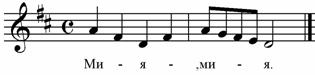 Ми - я - ,ми - я.